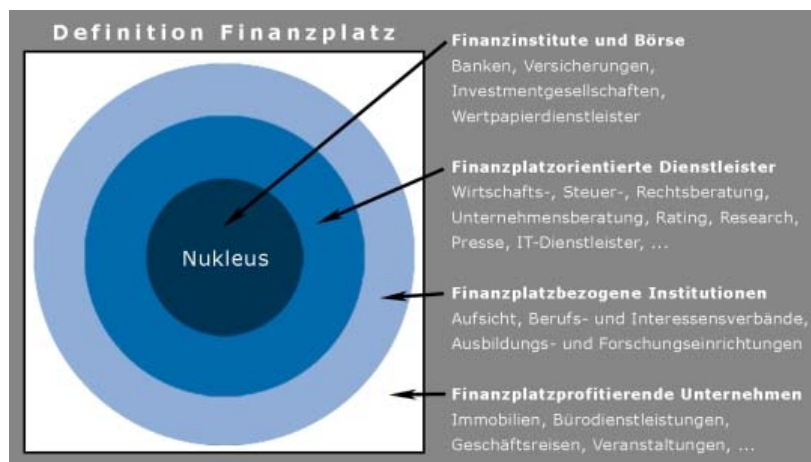 Definition Finanzplatz
Nukleus
Finanzinstitute und Börse
Banken, Versicherungen,
Investmentgesellschaften,
Wertpapierdienstleister
Finanzplatzorientierte Dienstleister
Wirtschafts-, Steuer-, Rechtsberatung,
Unternehmensberatung, Rating, Research,
Presse, IT-Dienstleister, ...
Finanzplatzbezogene Institutionen
Aufsicht, Berufs- und Interessensverbände,
Ausbildungs- und Forschungseinrichtungen
Finanzplatzprofitierende Unternehmen
Immobilien, Bürodienstleistungen,
Geschäftsreisen, Veranstaltungen, ...